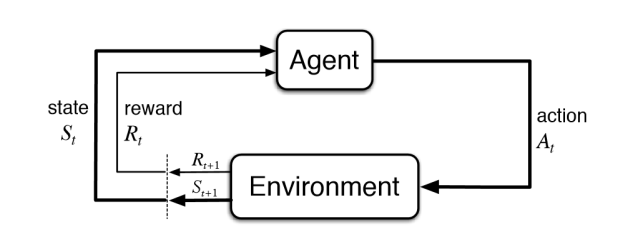 Agent
state
S_t
reward
R_t
action
A_t
R_{t+1}
S_{t+1}
Environment